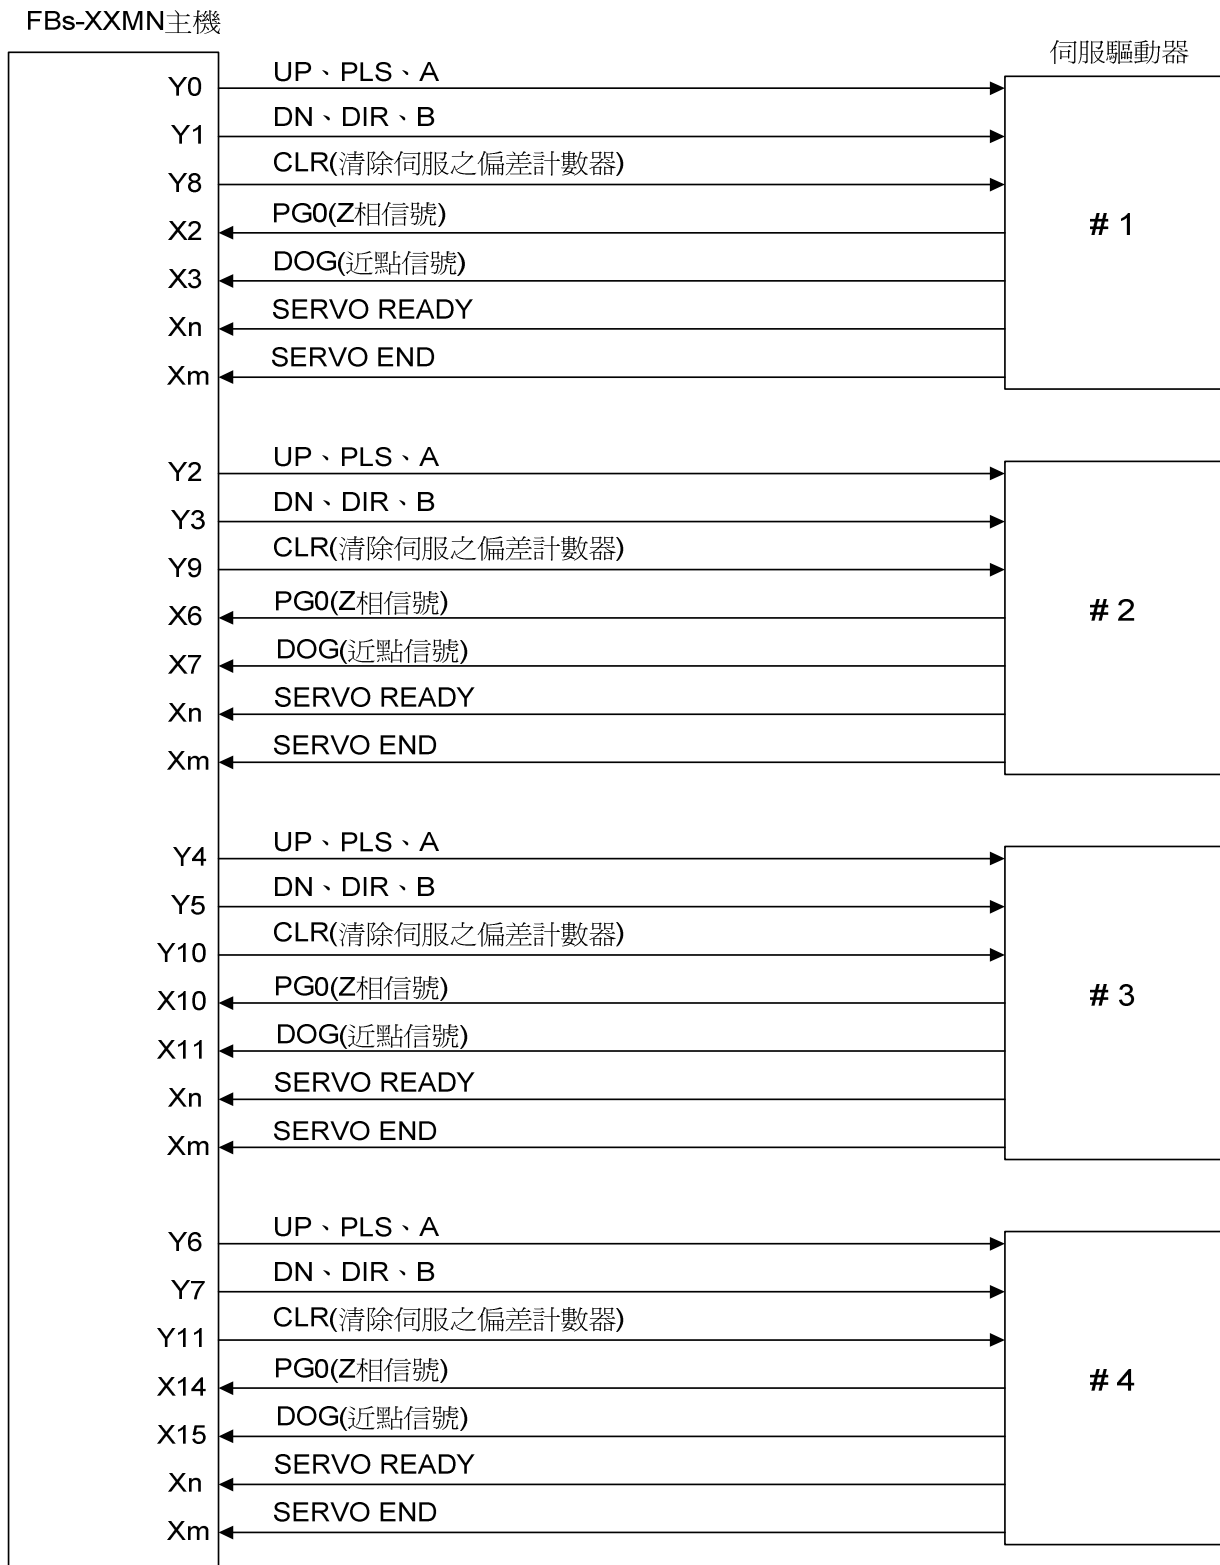 FBs-XXMN主機
伺服驅動器
Y0 UP、PLS、A
Y1 DN、DIR、B
Y8 CLR(清除伺服之偏差計數器)
X2 PG0(Z相信號)
X3 DOG(近點信號)
Xn SERVO READY
Xm SERVO END
# 1
Y2 UP、PLS、A
Y3 DN、DIR、B
Y9 CLR(清除伺服之偏差計數器)
X6 PG0(Z相信號)
X7 DOG(近點信號)
Xn SERVO READY
Xm SERVO END
# 2
Y4 UP、PLS、A
Y5 DN、DIR、B
Y10 CLR(清除伺服之偏差計數器)
X10 PG0(Z相信號)
X11 DOG(近點信號)
Xn SERVO READY
Xm SERVO END
# 3
Y6 UP、PLS、A
Y7 DN、DIR、B
Y11 CLR(清除伺服之偏差計數器)
X14 PG0(Z相信號)
X15 DOG(近點信號)
Xn SERVO READY
Xm SERVO END
# 4